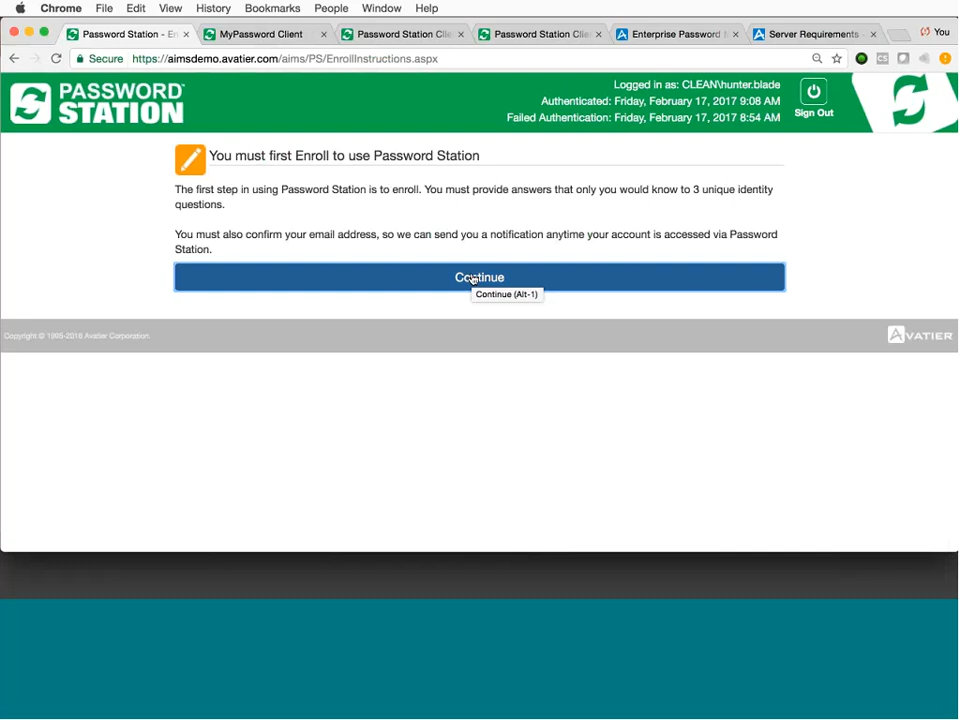 Chrome File Edit View History Bookmarks People Window Help
Password Station - En
MyPassword Client
Password Station Clie
Password Station Clie
Enterprise Password
Server Requirements
You
Secure https://aimsdemo.avatier.com/aims/PS/EnrollInstructions.aspx
PASSWORD
STATION
Logged in as: CLEAN\hunter.blade
Authenticated: Friday, February 17, 2017 9:08 AM
Failed Authentication: Friday, February 17, 2017 8:54 AM
Sign Out
You must first Enroll to use Password Station
The first step in using Password Station is to enroll. You must provide answers that only you would know to 3 unique identity
questions.
You must also confirm your email address, so we can send you a notification anytime your account is accessed via Password
Station.
Continue
Continue (Alt-1)
Copyright © 1995-2016 Avatier Corporation.
AVATIER